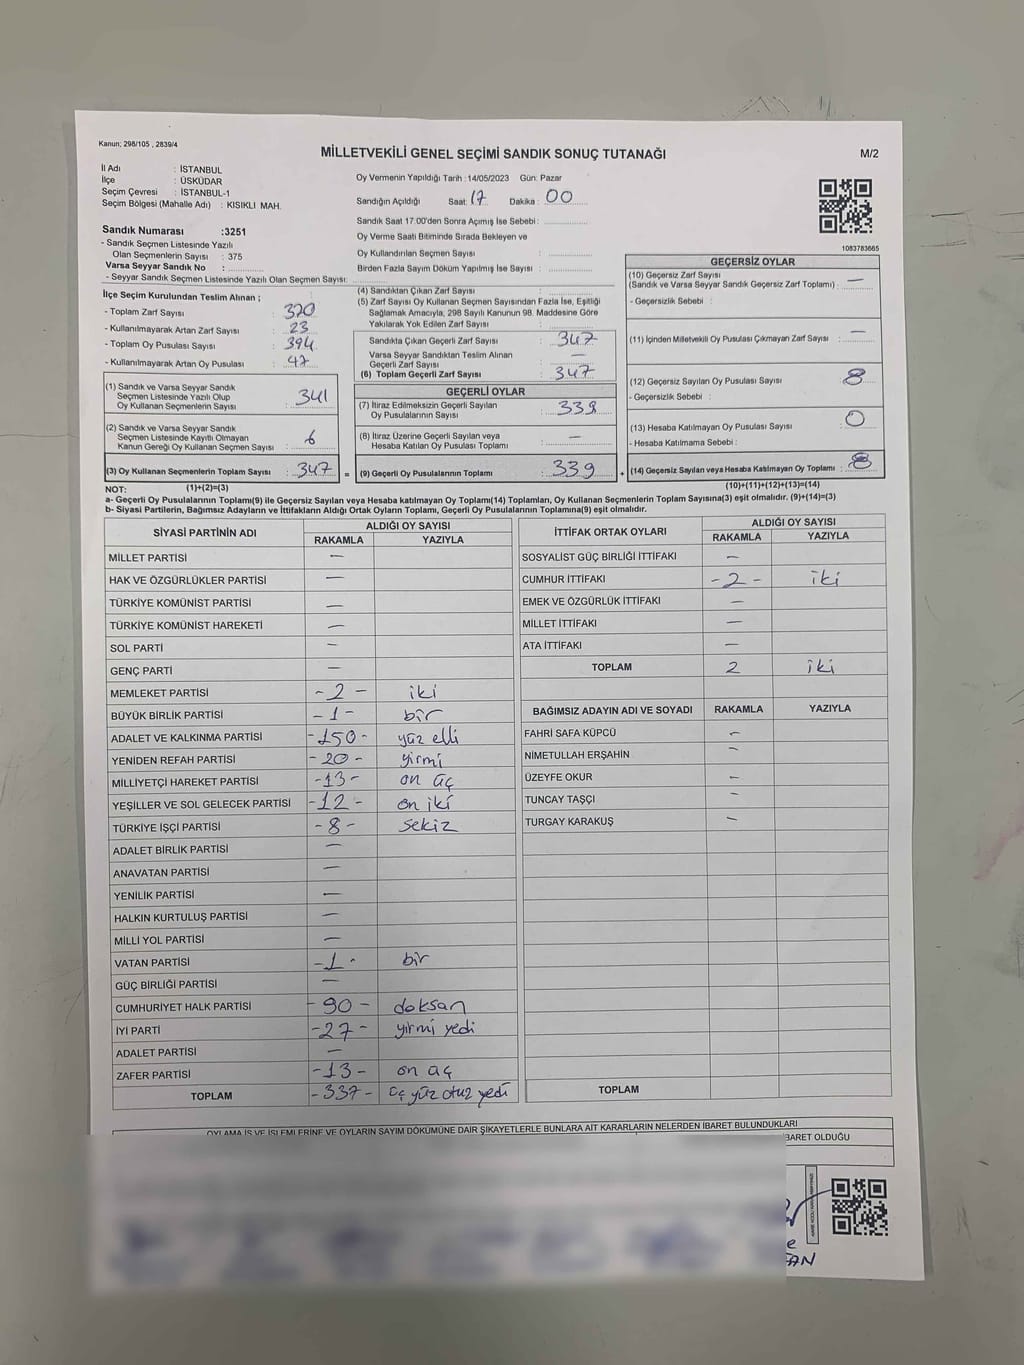 Kanun; 298/105 , 2839/4
MİLLETVEKİLİ GENEL SEÇİMİ SANDIK SONUÇ TUTANAĞI
M/2
İl Adı : İSTANBUL
İlçe : ÜSKÜDAR
Seçim Çevresi : İSTANBUL-1
Seçim Bölgesi (Mahalle Adı) : KISIKLI MAH.
Sandık Numarası :3251
- Sandık Seçmen Listesinde Yazılı
Olan Seçmenlerin Sayısı : 375
Varsa Seyyar Sandık No :
- Seyyar Sandık Seçmen Listesinde Yazılı Olan Seçmen Sayısı:
Oy Vermenin Yapıldığı Tarih : 14/05/2023 Gün: Pazar
Sandığın Açıldığı Saat: 17 Dakika : 00
Sandık Saat 17.00'den Sonra Açımış İse Sebebi :
Oy Verme Saati Bitiminde Sırada Bekleyen ve
Oy Kullandırılan Seçmen Sayısı :
Birden Fazla Sayım Döküm Yapılmış İse Sayısı :
1083783665
İlçe Seçim Kurulundan Teslim Alınan ;
- Toplam Zarf Sayısı : 370
- Kullanılmayarak Artan Zarf Sayısı : 23
- Toplam Oy Pusulası Sayısı : 394
- Kullanılmayarak Artan Oy Pusulası : 47
(1) Sandık ve Varsa Seyyar Sandık
Seçmen Listesinde Yazılı Olup
Oy Kullanan Seçmenlerin Sayısı : 341
(2) Sandık ve Varsa Seyyar Sandık
Seçmen Listesinde Kayıtlı Olmayan
Kanun Gereği Oy Kullanan Seçmen Sayısı : 6
(3) Oy Kullanan Seçmenlerin Toplam Sayısı : 347 =
(4) Sandıktan Çıkan Zarf Sayısı :
(5) Zarf Sayısı Oy Kullanan Seçmen Sayısından Fazla İse, Eşitliği
Sağlamak Amacıyla, 298 Sayılı Kanunun 98. Maddesine Göre
Yakılarak Yok Edilen Zarf Sayısı :
Sandıkta Çıkan Geçerli Zarf Sayısı : 347
Varsa Seyyar Sandıktan Teslim Alınan
Geçerli Zarf Sayısı : —
(6) Toplam Geçerli Zarf Sayısı : 347
GEÇERLİ OYLAR
(7) İtiraz Edilmeksizin Geçerli Sayılan
Oy Pusulalarının Sayısı : 339
(8) İtiraz Üzerine Geçerli Sayılan veya
Hesaba Katılan Oy Pusulası Toplamı : —
(9) Geçerli Oy Pusulalarının Toplamı : 339 +
GEÇERSİZ OYLAR
(10) Geçersiz Zarf Sayısı
(Sandık ve Varsa Seyyar Sandık Geçersiz Zarf Toplamı) : —
- Geçersizlik Sebebi :
(11) İçinden Milletvekili Oy Pusulası Çıkmayan Zarf Sayısı : —
(12) Geçersiz Sayılan Oy Pusulası Sayısı : 8
- Geçersizlik Sebebi :
(13) Hesaba Katılmayan Oy Pusulası Sayısı : 0
- Hesaba Katılmama Sebebi :
(14) Geçersiz Sayılan veya Hesaba Katılmayan Oy Toplamı : 8
NOT: (1)+(2)=(3) (10)+(11)+(12)+(13)=(14)
a- Geçerli Oy Pusulalarının Toplamı(9) ile Geçersiz Sayılan veya Hesaba katılmayan Oy Toplamı(14) Toplamları, Oy Kullanan Seçmenlerin Toplam Sayısına(3) eşit olmalıdır. (9)+(14)=(3)
b- Siyasi Partilerin, Bağımsız Adayların ve İttifakların Aldığı Ortak Oyların Toplamı, Geçerli Oy Pusulalarının Toplamına(9) eşit olmalıdır.
SİYASİ PARTİNİN ADI ALDIĞI OY SAYISI
RAKAMLA YAZIYLA
MİLLET PARTİSİ —
HAK VE ÖZGÜRLÜKLER PARTİSİ —
TÜRKİYE KOMÜNİST PARTİSİ —
TÜRKİYE KOMÜNİST HAREKETİ —
SOL PARTİ —
GENÇ PARTİ —
MEMLEKET PARTİSİ -2- iki
BÜYÜK BİRLİK PARTİSİ -1- bir
ADALET VE KALKINMA PARTİSİ -150- yüz elli
YENİDEN REFAH PARTİSİ -20- yirmi
MİLLİYETÇİ HAREKET PARTİSİ -13- on üç
YEŞİLLER VE SOL GELECEK PARTİSİ -12- on iki
TÜRKİYE İŞÇİ PARTİSİ -8- sekiz
ADALET BİRLİK PARTİSİ —
ANAVATAN PARTİSİ —
YENİLİK PARTİSİ —
HALKIN KURTULUŞ PARTİSİ —
MİLLİ YOL PARTİSİ —
VATAN PARTİSİ -1- bir
GÜÇ BİRLİĞİ PARTİSİ —
CUMHURİYET HALK PARTİSİ -90- doksan
İYİ PARTİ -27- yirmi yedi
ADALET PARTİSİ —
ZAFER PARTİSİ -13- on üç
TOPLAM -337- üç yüz otuz yedi
İTTİFAK ORTAK OYLARI ALDIĞI OY SAYISI
RAKAMLA YAZIYLA
SOSYALİST GÜÇ BİRLİĞİ İTTİFAKI —
CUMHUR İTTİFAKI -2- iki
EMEK VE ÖZGÜRLÜK İTTİFAKI —
MİLLET İTTİFAKI —
ATA İTTİFAKI —
TOPLAM 2 iki
BAĞIMSIZ ADAYIN ADI VE SOYADI RAKAMLA YAZIYLA
FAHRİ SAFA KÜPCÜ —
NİMETULLAH ERŞAHİN —
ÜZEYFE OKUR —
TUNCAY TAŞÇI —
TURGAY KARAKUŞ —
TOPLAM
OYLAMA İŞ VE İŞLEMLERİNE VE OYLARIN SAYIM DÖKÜMÜNE DAİR ŞİKAYETLERLE BUNLARA AİT KARARLARIN NELERDEN İBARET BULUNDUKLARI
BARET OLDUĞU